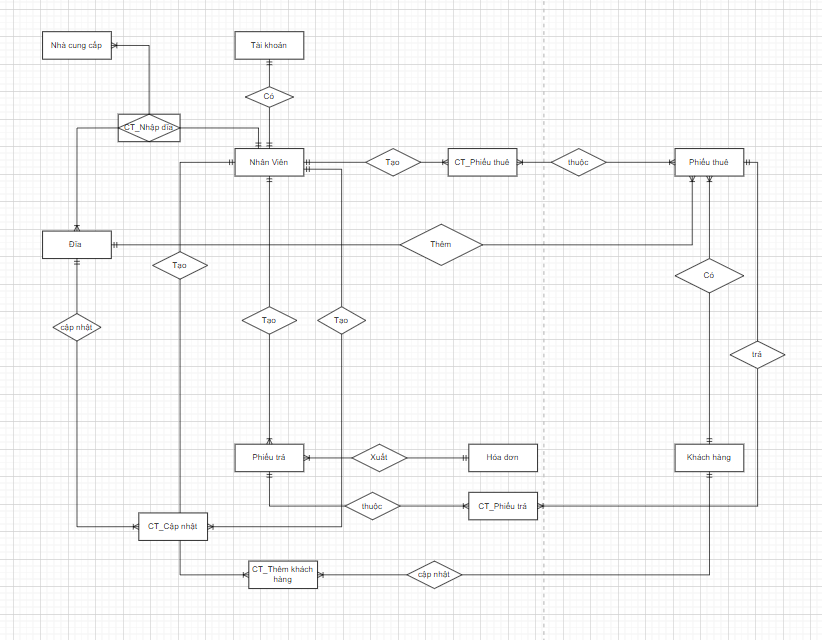 Nhà cung cấp
Tài khoản
Có
CT_Nhập đĩa
Nhân Viên
Tạo
CT_Phiếu thuê
thuộc
Phiếu thuê
Đĩa
Thêm
Tạo
Có
cập nhật
Tạo
Tạo
trả
Phiếu trả
Xuất
Hóa đơn
Khách hàng
thuộc
CT_Phiếu trả
CT_Cập nhật
CT_Thêm khách
hàng
cập nhật